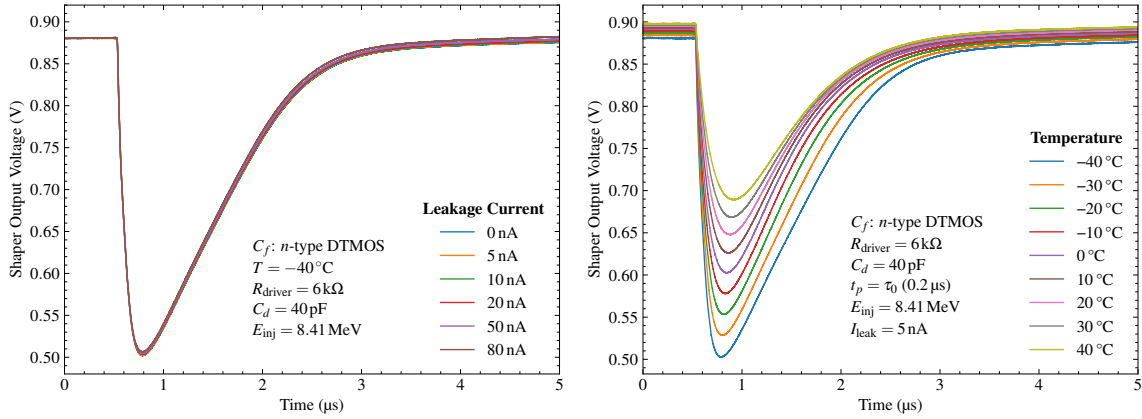 0.90
0.85
0.80
0.75
0.70
0.65
0.60
0.55
0.50
Shaper Output Voltage (V)
0 1 2 3 4 5
Time (µs)
C_f: n-type DTMOS
T = −40 °C
R_driver = 6 kΩ
C_d = 40 pF
E_inj = 8.41 MeV
Leakage Current
0 nA
5 nA
10 nA
20 nA
50 nA
80 nA
0.90
0.85
0.80
0.75
0.70
0.65
0.60
0.55
0.50
Shaper Output Voltage (V)
0 1 2 3 4 5
Time (µs)
C_f: n-type DTMOS
R_driver = 6 kΩ
C_d = 40 pF
t_p = τ_0 (0.2 µs)
E_inj = 8.41 MeV
I_leak = 5 nA
Temperature
−40 °C
−30 °C
−20 °C
−10 °C
0 °C
10 °C
20 °C
30 °C
40 °C